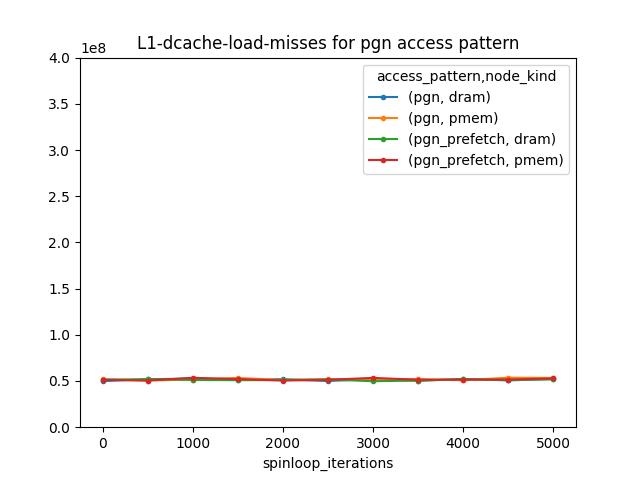 L1-dcache-load-misses for pgn access pattern
1e8
4.0
3.5
3.0
2.5
2.0
1.5
1.0
0.5
0.0
access_pattern,node_kind
(pgn, dram)
(pgn, pmem)
(pgn_prefetch, dram)
(pgn_prefetch, pmem)
0 1000 2000 3000 4000 5000
spinloop_iterations